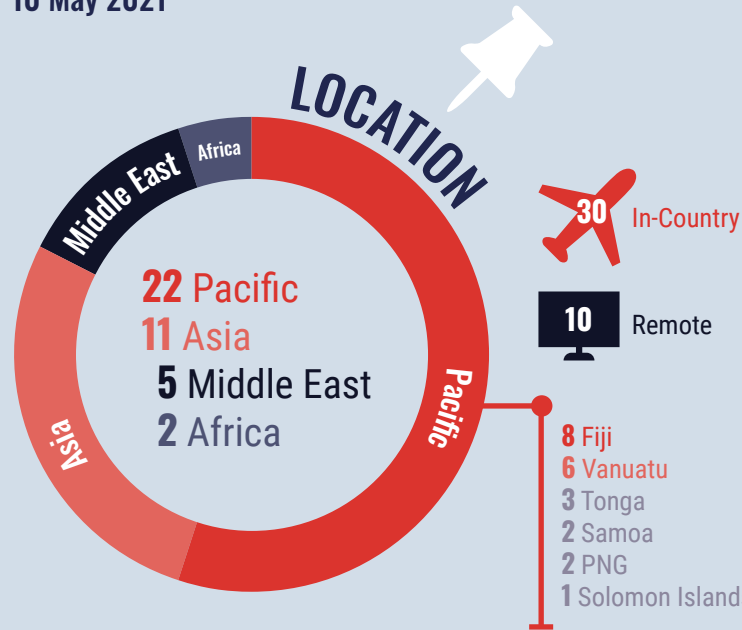 10 May 2021
LOCATION
Africa
Middle East
Asia
Pacific
22 Pacific
11 Asia
5 Middle East
2 Africa
30 In-Country
10 Remote
8 Fiji
6 Vanuatu
3 Tonga
2 Samoa
2 PNG
1 Solomon Island